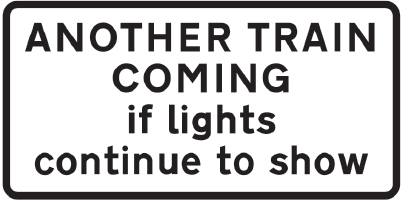 ANOTHER TRAIN
COMING
if lights
continue to show